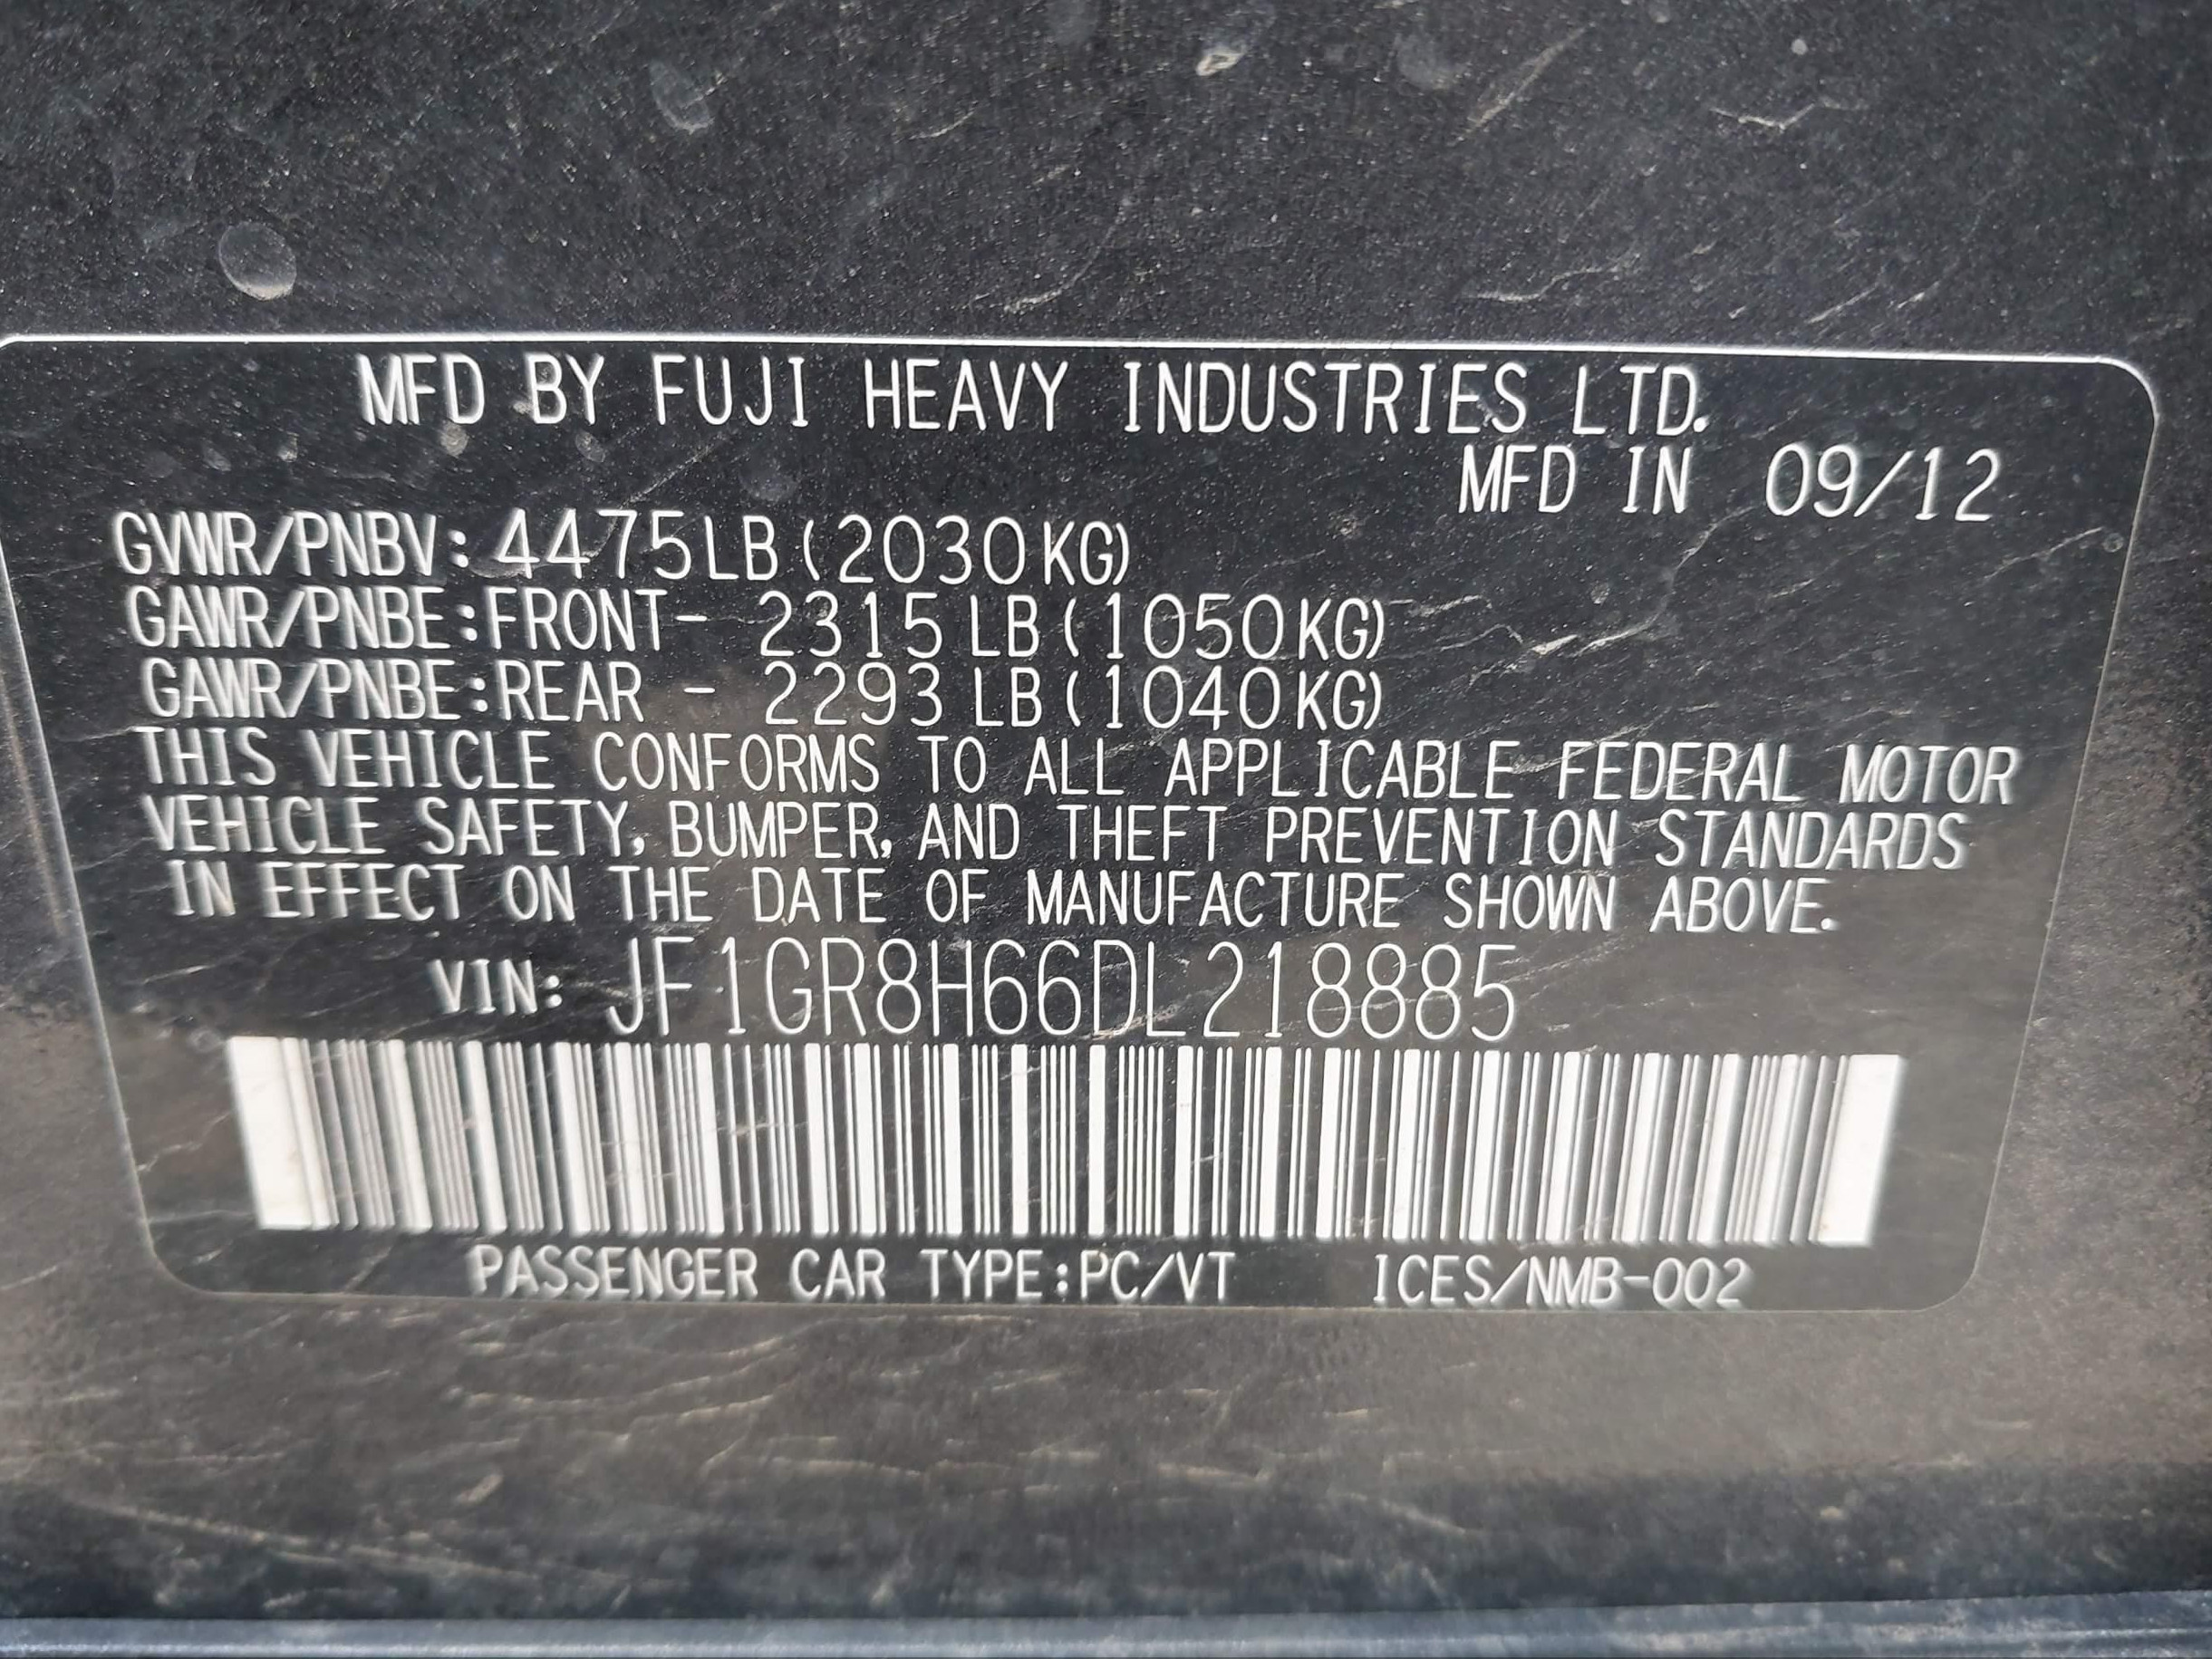 MFD BY FUJI HEAVY INDUSTRIES LTD.
MFD IN 09/12
GVWR/PNBV: 4475LB (2030KG)
GAWR/PNBE:FRONT- 2315 LB (1050KG)
GAWR/PNBE:REAR - 2293 LB (1040KG)
THIS VEHICLE CONFORMS TO ALL APPLICABLE FEDERAL MOTOR
VEHICLE SAFETY, BUMPER, AND THEFT PREVENTION STANDARDS
IN EFFECT ON THE DATE OF MANUFACTURE SHOWN ABOVE.
VIN: JF1GR8H66DL218885
PASSENGER CAR TYPE:PC/VT ICES/NMB-002